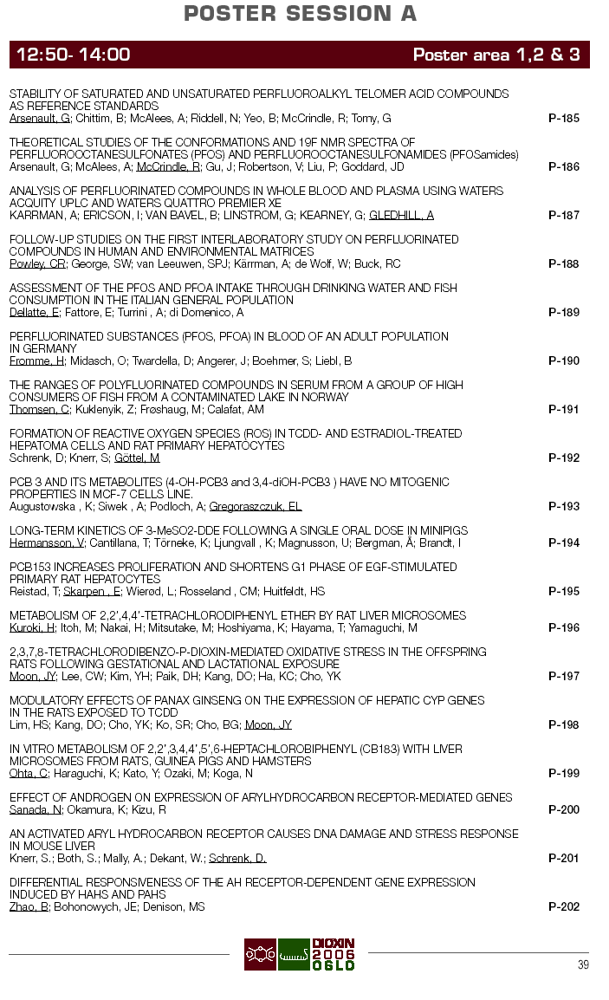 POSTER SESSION A
12:50- 14:00 Poster area 1,2 & 3
STABILITY OF SATURATED AND UNSATURATED PERFLUOROALKYL TELOMER ACID COMPOUNDS
AS REFERENCE STANDARDS
Arsenault, G; Chittim, B; McAlees, A; Riddell, N; Yeo, B; McCrindle, R; Tomy, G P-185
THEORETICAL STUDIES OF THE CONFORMATIONS AND 19F NMR SPECTRA OF
PERFLUOROOCTANESULFONATES (PFOS) AND PERFLUOROOCTANESULFONAMIDES (PFOSamides)
Arsenault, G; McAlees, A; McCrindle, R; Gu, J; Robertson, V; Liu, P; Goddard, JD P-186
ANALYSIS OF PERFLUORINATED COMPOUNDS IN WHOLE BLOOD AND PLASMA USING WATERS
ACQUITY UPLC AND WATERS QUATTRO PREMIER XE
KARRMAN, A; ERICSON, I; VAN BAVEL, B; LINSTROM, G; KEARNEY, G; GLEDHILL, A P-187
FOLLOW-UP STUDIES ON THE FIRST INTERLABORATORY STUDY ON PERFLUORINATED
COMPOUNDS IN HUMAN AND ENVIRONMENTAL MATRICES
Powley, CR; George, SW; van Leeuwen, SPJ; Kärrman, A; de Wolf, W; Buck, RC P-188
ASSESSMENT OF THE PFOS AND PFOA INTAKE THROUGH DRINKING WATER AND FISH
CONSUMPTION IN THE ITALIAN GENERAL POPULATION
Dellatte, E; Fattore, E; Turrini , A; di Domenico, A P-189
PERFLUORINATED SUBSTANCES (PFOS, PFOA) IN BLOOD OF AN ADULT POPULATION
IN GERMANY
Fromme, H; Midasch, O; Twardella, D; Angerer, J; Boehmer, S; Liebl, B P-190
THE RANGES OF POLYFLUORINATED COMPOUNDS IN SERUM FROM A GROUP OF HIGH
CONSUMERS OF FISH FROM A CONTAMINATED LAKE IN NORWAY
Thomsen, C; Kuklenyik, Z; Frøshaug, M; Calafat, AM P-191
FORMATION OF REACTIVE OXYGEN SPECIES (ROS) IN TCDD- AND ESTRADIOL-TREATED
HEPATOMA CELLS AND RAT PRIMARY HEPATOCYTES
Schrenk, D; Knerr, S; Göttel, M P-192
PCB 3 AND ITS METABOLITES (4-OH-PCB3 and 3,4-diOH-PCB3 ) HAVE NO MITOGENIC
PROPERTIES IN MCF-7 CELLS LINE.
Augustowska , K; Siwek , A; Podloch, A; Gregoraszczuk, EL P-193
LONG-TERM KINETICS OF 3-MeSO2-DDE FOLLOWING A SINGLE ORAL DOSE IN MINIPIGS
Hermansson, V; Cantillana, T; Törneke, K; Ljungvall , K; Magnusson, U; Bergman, Å; Brandt, I P-194
PCB153 INCREASES PROLIFERATION AND SHORTENS G1 PHASE OF EGF-STIMULATED
PRIMARY RAT HEPATOCYTES
Reistad, T; Skarpen , E; Wierød, L; Rosseland , CM; Huitfeldt, HS P-195
METABOLISM OF 2,2',4,4'-TETRACHLORODIPHENYL ETHER BY RAT LIVER MICROSOMES
Kuroki, H; Itoh, M; Nakai, H; Mitsutake, M; Hoshiyama, K; Hayama, T; Yamaguchi, M P-196
2,3,7,8-TETRACHLORODIBENZO-P-DIOXIN-MEDIATED OXIDATIVE STRESS IN THE OFFSPRING
RATS FOLLOWING GESTATIONAL AND LACTATIONAL EXPOSURE
Moon, JY; Lee, CW; Kim, YH; Paik, DH; Kang, DO; Ha, KC; Cho, YK P-197
MODULATORY EFFECTS OF PANAX GINSENG ON THE EXPRESSION OF HEPATIC CYP GENES
IN THE RATS EXPOSED TO TCDD
Lim, HS; Kang, DO; Cho, YK; Ko, SR; Cho, BG; Moon, JY P-198
IN VITRO METABOLISM OF 2,2',3,4,4',5',6-HEPTACHLOROBIPHENYL (CB183) WITH LIVER
MICROSOMES FROM RATS, GUINEA PIGS AND HAMSTERS
Ohta, C; Haraguchi, K; Kato, Y; Ozaki, M; Koga, N P-199
EFFECT OF ANDROGEN ON EXPRESSION OF ARYLHYDROCARBON RECEPTOR-MEDIATED GENES
Sanada, N; Okamura, K; Kizu, R P-200
AN ACTIVATED ARYL HYDROCARBON RECEPTOR CAUSES DNA DAMAGE AND STRESS RESPONSE
IN MOUSE LIVER
Knerr, S.; Both, S.; Mally, A.; Dekant, W.; Schrenk, D. P-201
DIFFERENTIAL RESPONSIVENESS OF THE AH RECEPTOR-DEPENDENT GENE EXPRESSION
INDUCED BY HAHS AND PAHS
Zhao, B; Bohonowych, JE; Denison, MS P-202
DIOXIN
2006
OSLO
39